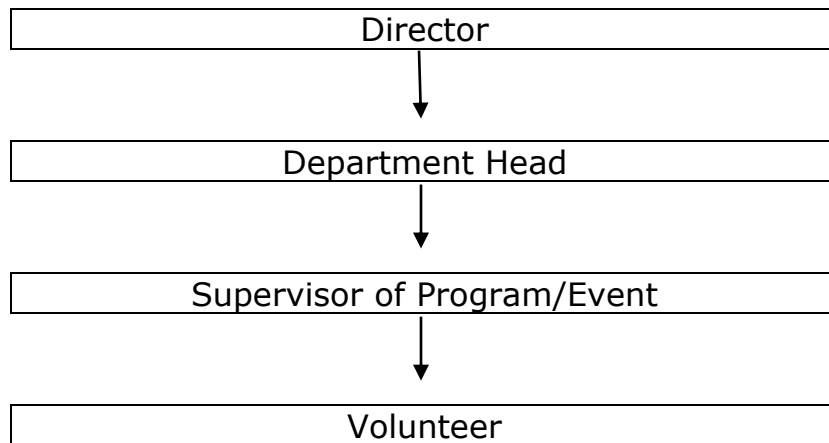 Director
Department Head
Supervisor of Program/Event
Volunteer